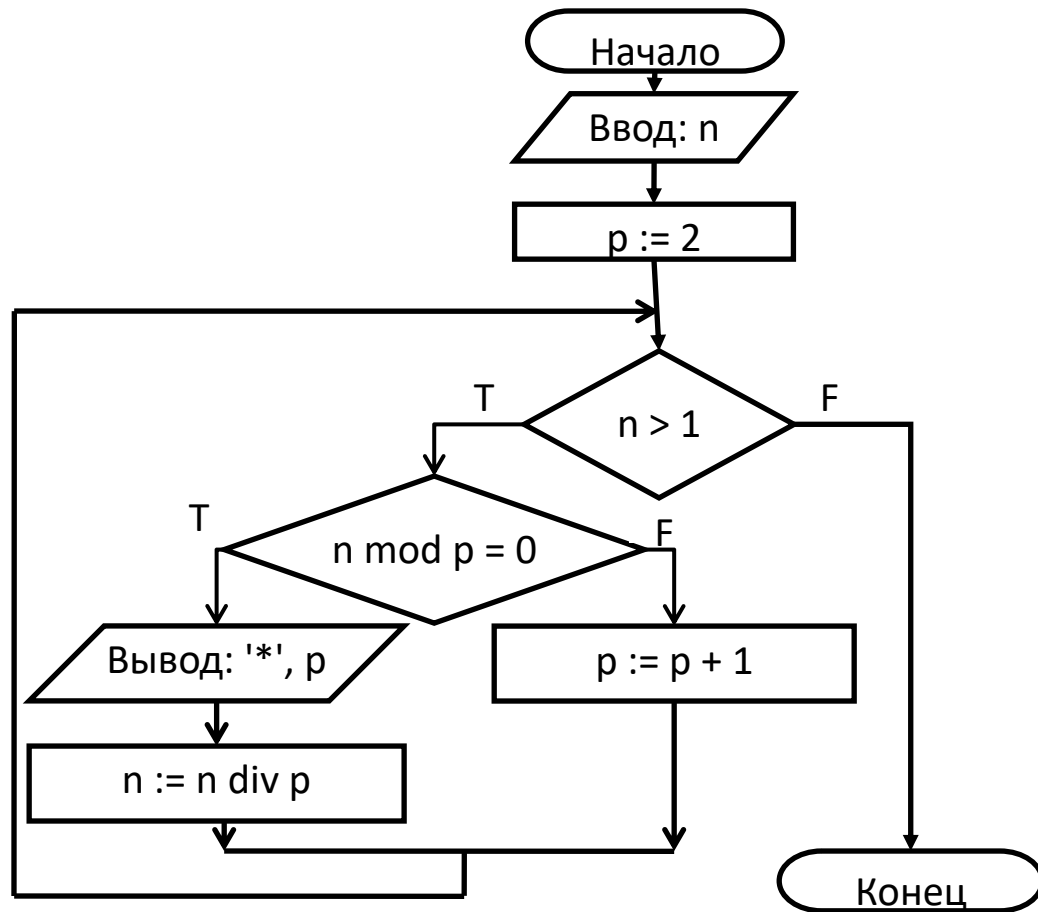 Начало
Ввод: n
p := 2
T
F
n > 1
T
F
n mod p = 0
Вывод: '*', p
p := p + 1
n := n div p
Конец